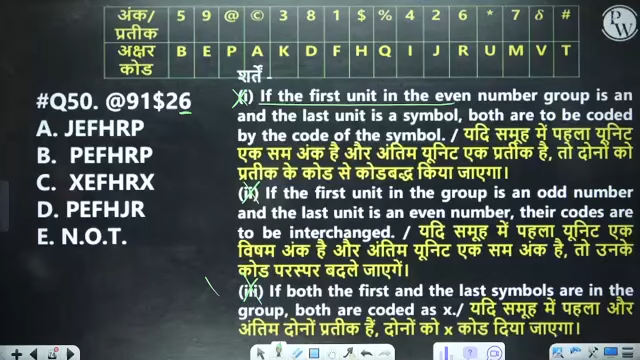 अंक/ 5 9 @ © 3 8 1 $ % 4 2 6 * 7 δ #
प्रतीक
अक्षर B E P A K D F H Q I J R U M V T
कोड
PW
#Q50. @91$26
A. JEFHRP
B. PEFHRP
C. XEFHRX
D. PEFHJR
E. N.O.T.
शर्तें -
(i) If the first unit in the even number group is an
and the last unit is a symbol, both are to be coded
by the code of the symbol. / यदि समूह में पहला यूनिट
एक सम अंक है और अंतिम यूनिट एक प्रतीक है, तो दोनों को
प्रतीक के कोड से कोडबद्ध किया जाएगा।
(ii) If the first unit in the group is an odd number
and the last unit is an even number, their codes are
to be interchanged. / यदि समूह में पहला यूनिट एक
विषम अंक है और अंतिम यूनिट एक सम अंक है, तो उनके
कोड परस्पर बदले जाएगें।
(iii) If both the first and the last symbols are in the
group, both are coded as x./ यदि समूह में पहला और
अंतिम दोनों प्रतीक हैं, दोनों को x कोड दिया जाएगा।